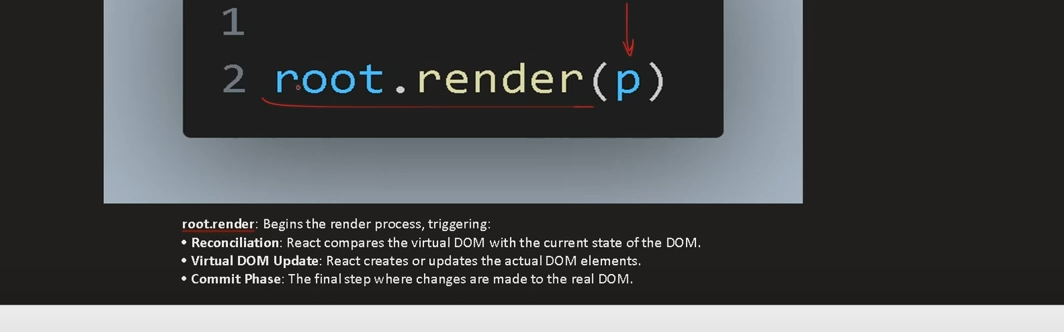 1
2 root.render(p)
root.render: Begins the render process, triggering:
• Reconciliation: React compares the virtual DOM with the current state of the DOM.
• Virtual DOM Update: React creates or updates the actual DOM elements.
• Commit Phase: The final step where changes are made to the real DOM.